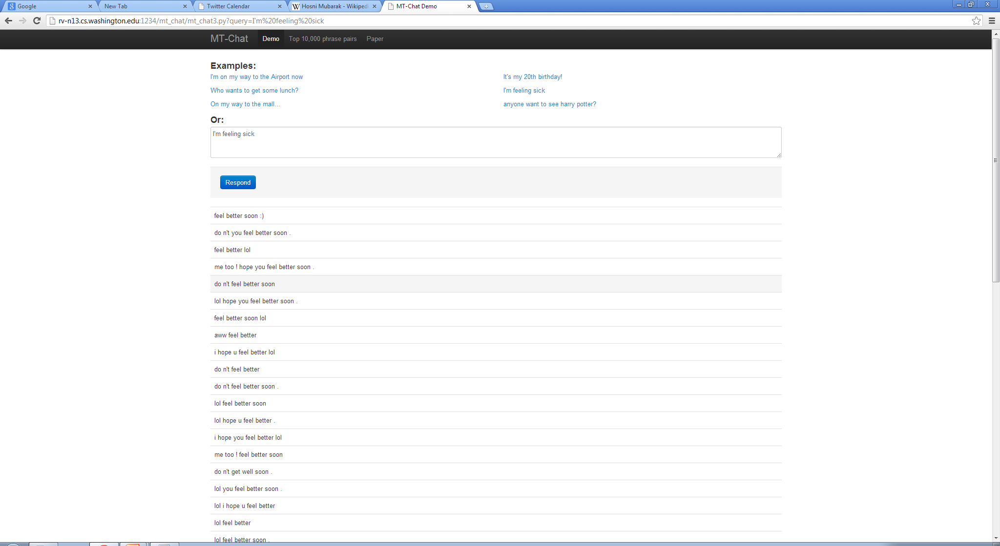 Google
New Tab
Twitter Calendar
Hosni Mubarak - Wikiped
MT-Chat Demo
rv-n13.cs.washington.edu:1234/mt_chat/mt_chat3.py?query=I'm%20feeling%20sick
MT-Chat Demo Top 10,000 phrase pairs Paper
Examples:
I'm on my way to the Airport now
It's my 20th birthday!
Who wants to get some lunch?
I'm feeling sick
On my way to the mall...
anyone want to see harry potter?
Or:
I'm feeling sick
Respond
feel better soon :)
do n't you feel better soon .
feel better lol
me too ! hope you feel better soon .
do n't feel better soon
lol hope you feel better soon .
feel better soon lol
aww feel better
i hope u feel better lol
do n't feel better
do n't feel better soon .
lol feel better soon
lol hope u feel better .
i hope you feel better lol
me too ! feel better soon
do n't get well soon .
lol you feel better soon .
lol i hope u feel better
lol feel better
lol feel better soon .